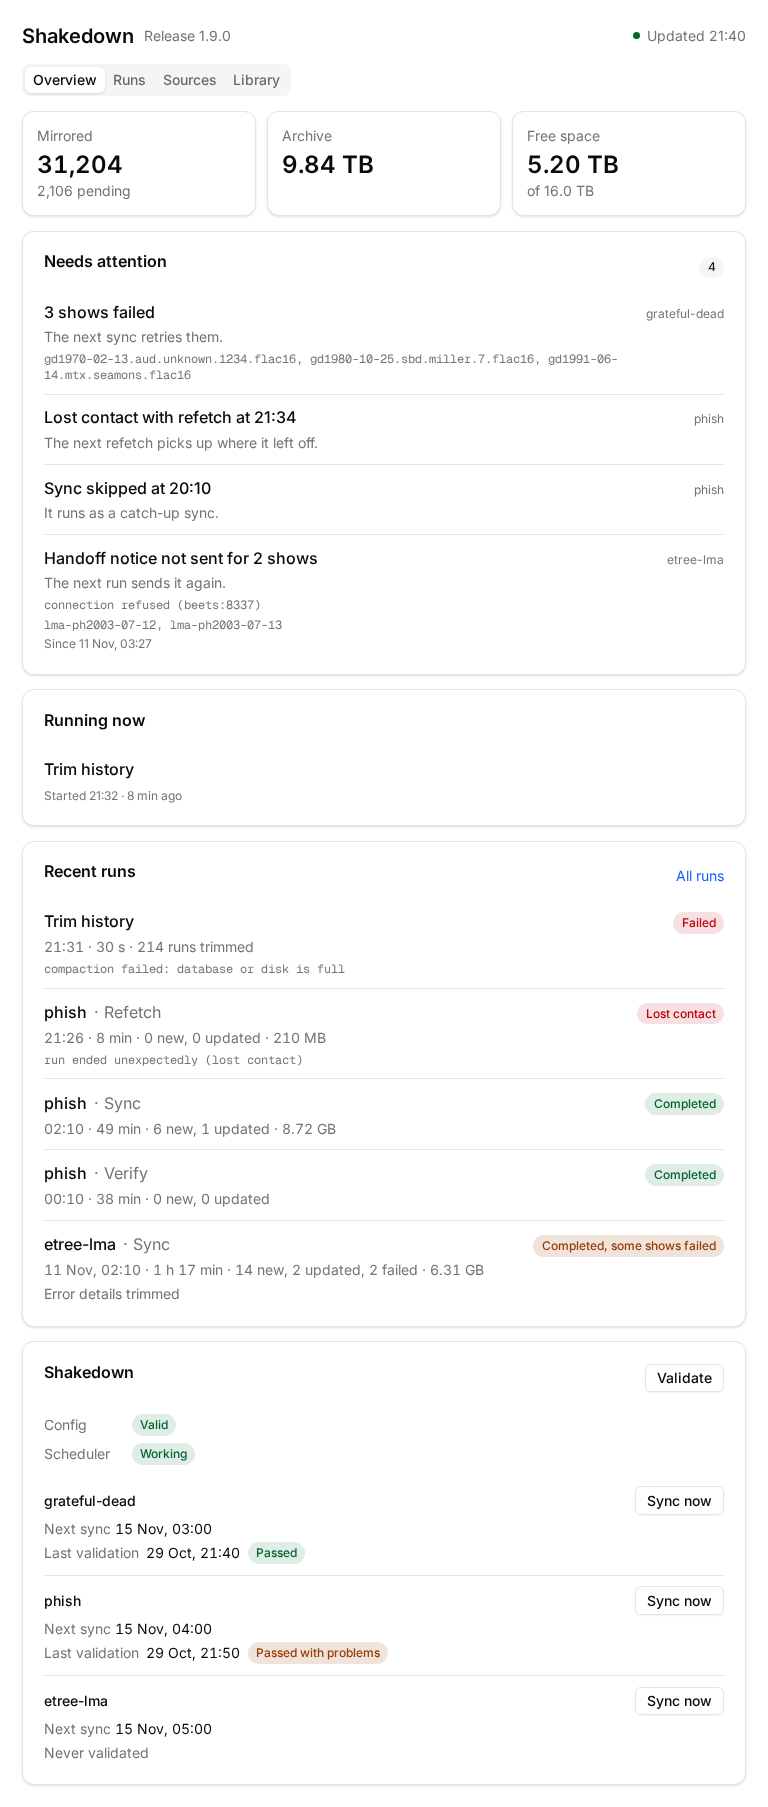 Shakedown Release 1.9.0
Updated 21:40
Overview Runs Sources Library
Mirrored
31,204
2,106 pending
Archive
9.84 TB
Free space
5.20 TB
of 16.0 TB
Needs attention
4
3 shows failed
grateful-dead
The next sync retries them.
gd1970-02-13.aud.unknown.1234.flac16, gd1980-10-25.sbd.miller.7.flac16, gd1991-06-
14.mtx.seamons.flac16
Lost contact with refetch at 21:34
phish
The next refetch picks up where it left off.
Sync skipped at 20:10
phish
It runs as a catch-up sync.
Handoff notice not sent for 2 shows
etree-lma
The next run sends it again.
connection refused (beets:8337)
lma-ph2003-07-12, lma-ph2003-07-13
Since 11 Nov, 03:27
Running now
Trim history
Started 21:32 · 8 min ago
Recent runs
All runs
Trim history
Failed
21:31 · 30 s · 214 runs trimmed
compaction failed: database or disk is full
phish · Refetch
Lost contact
21:26 · 8 min · 0 new, 0 updated · 210 MB
run ended unexpectedly (lost contact)
phish · Sync
Completed
02:10 · 49 min · 6 new, 1 updated · 8.72 GB
phish · Verify
Completed
00:10 · 38 min · 0 new, 0 updated
etree-lma · Sync
Completed, some shows failed
11 Nov, 02:10 · 1 h 17 min · 14 new, 2 updated, 2 failed · 6.31 GB
Error details trimmed
Shakedown
Validate
Config Valid
Scheduler Working
grateful-dead
Sync now
Next sync 15 Nov, 03:00
Last validation 29 Oct, 21:40 Passed
phish
Sync now
Next sync 15 Nov, 04:00
Last validation 29 Oct, 21:50 Passed with problems
etree-lma
Sync now
Next sync 15 Nov, 05:00
Never validated